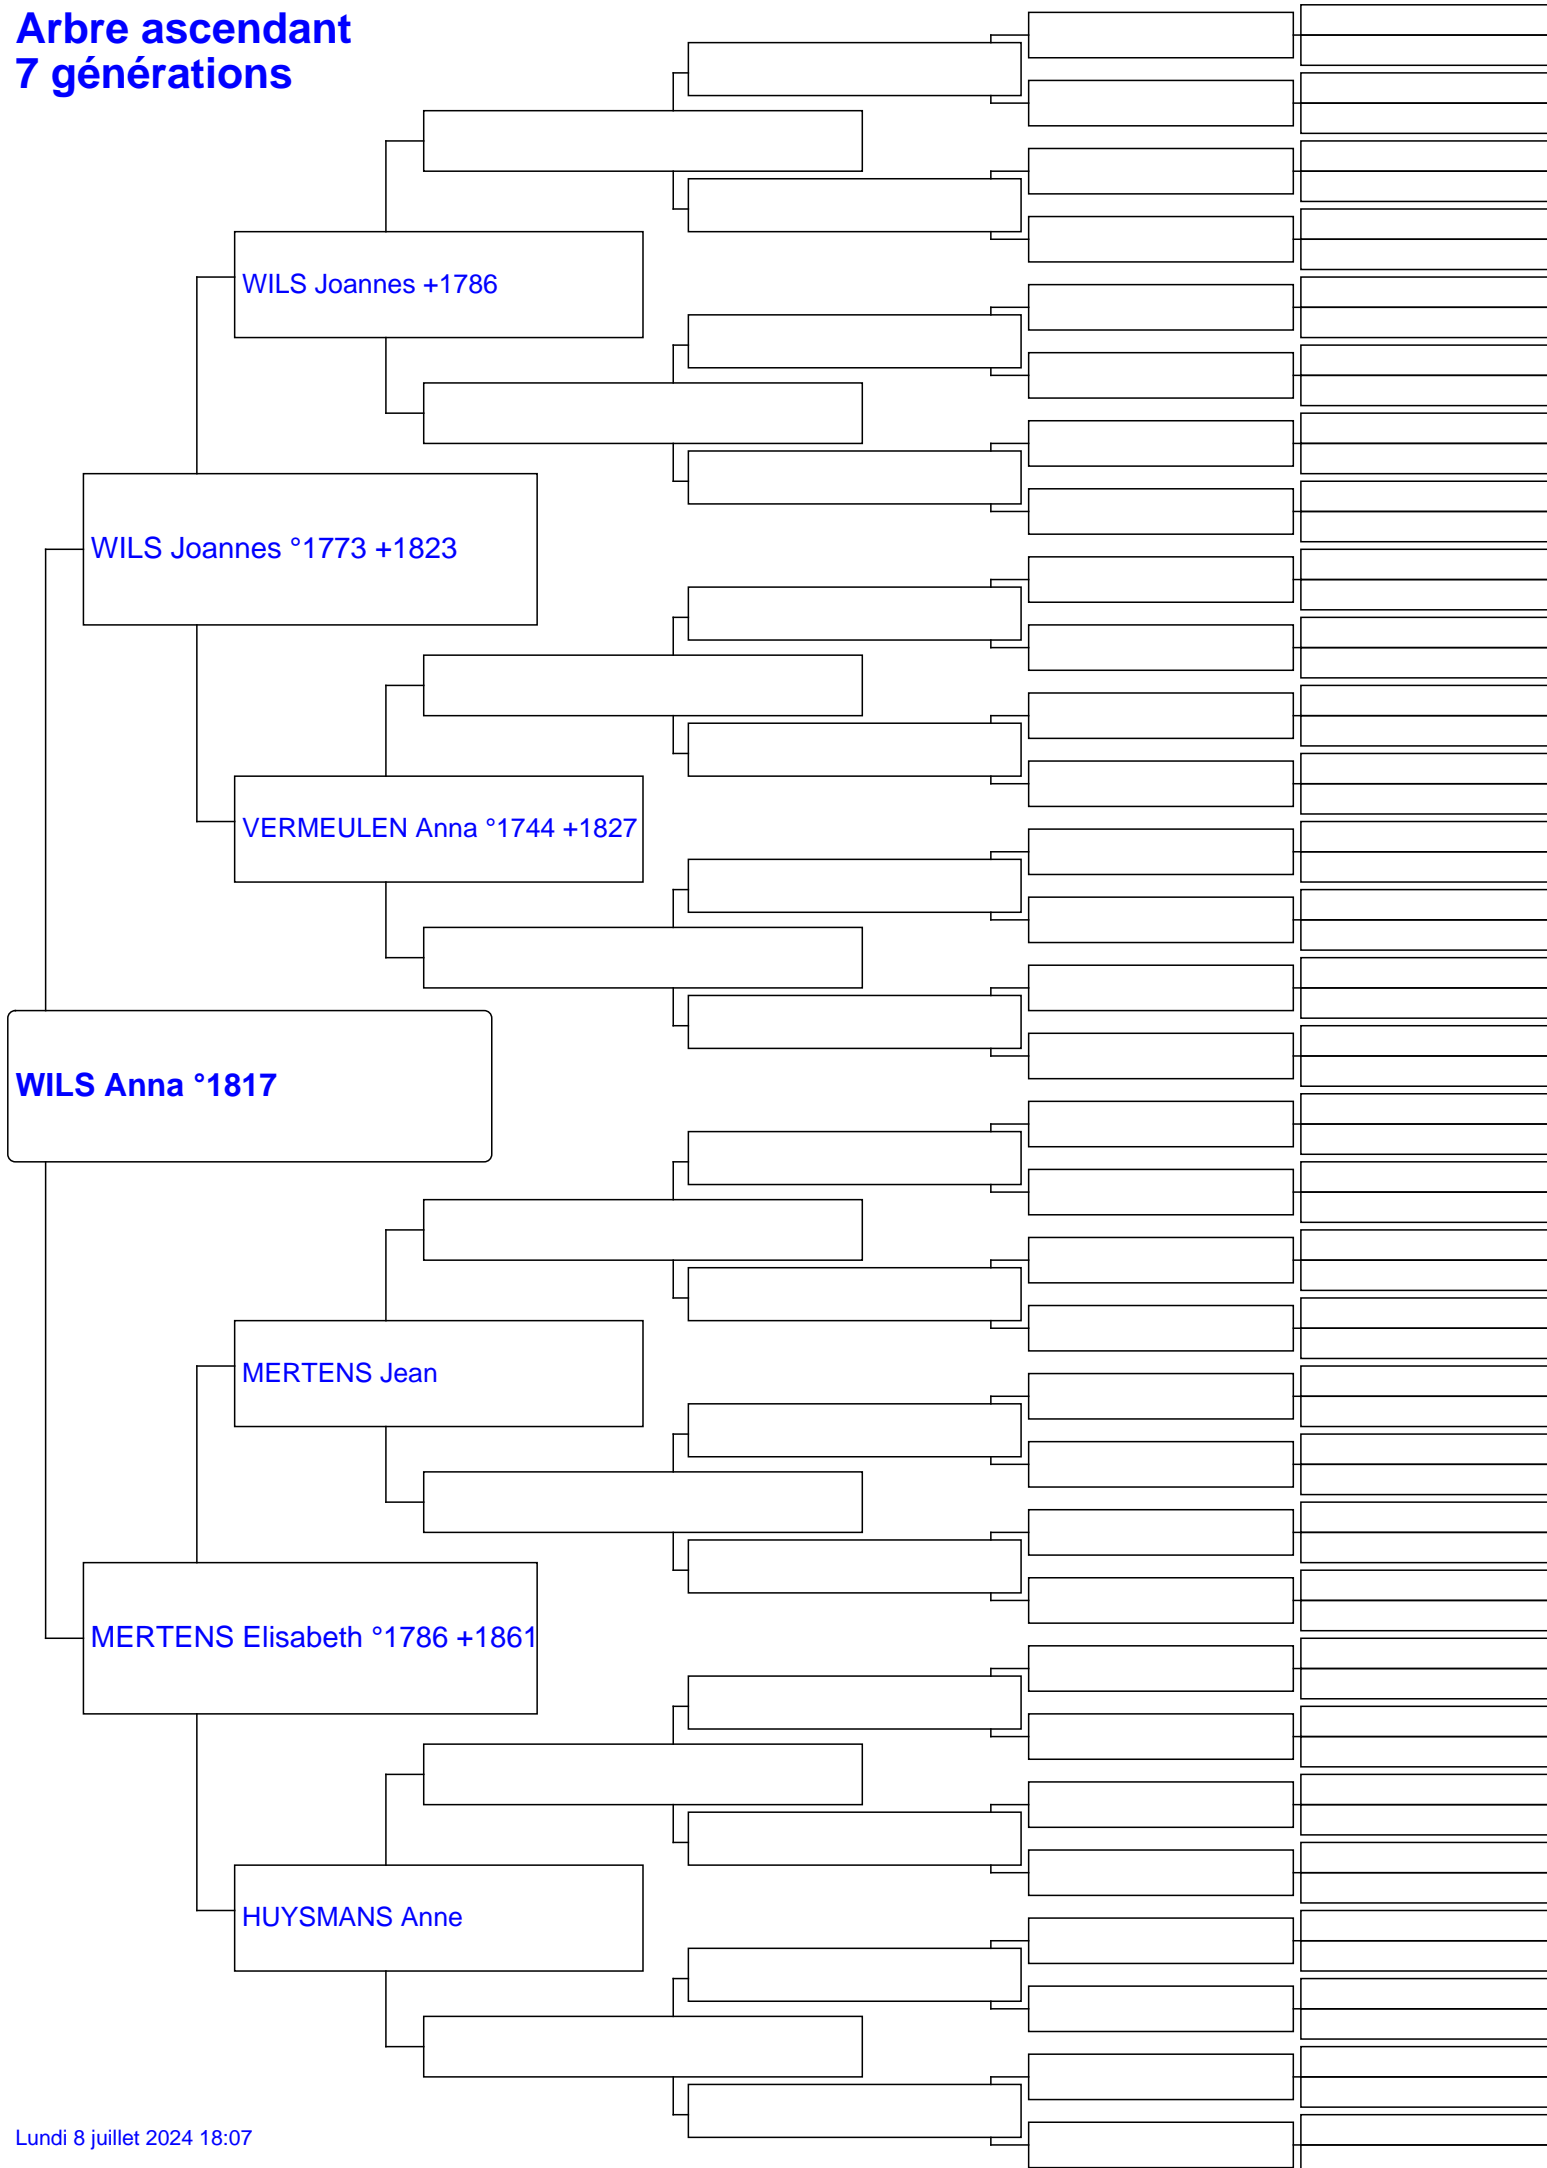 Arbre ascendant
7 générations
WILS Joannes +1786
WILS Joannes °1773 +1823
VERMEULEN Anna °1744 +1827
WILS Anna °1817
MERTENS Jean
MERTENS Elisabeth °1786 +1861
HUYSMANS Anne
Lundi 8 juillet 2024 18:07